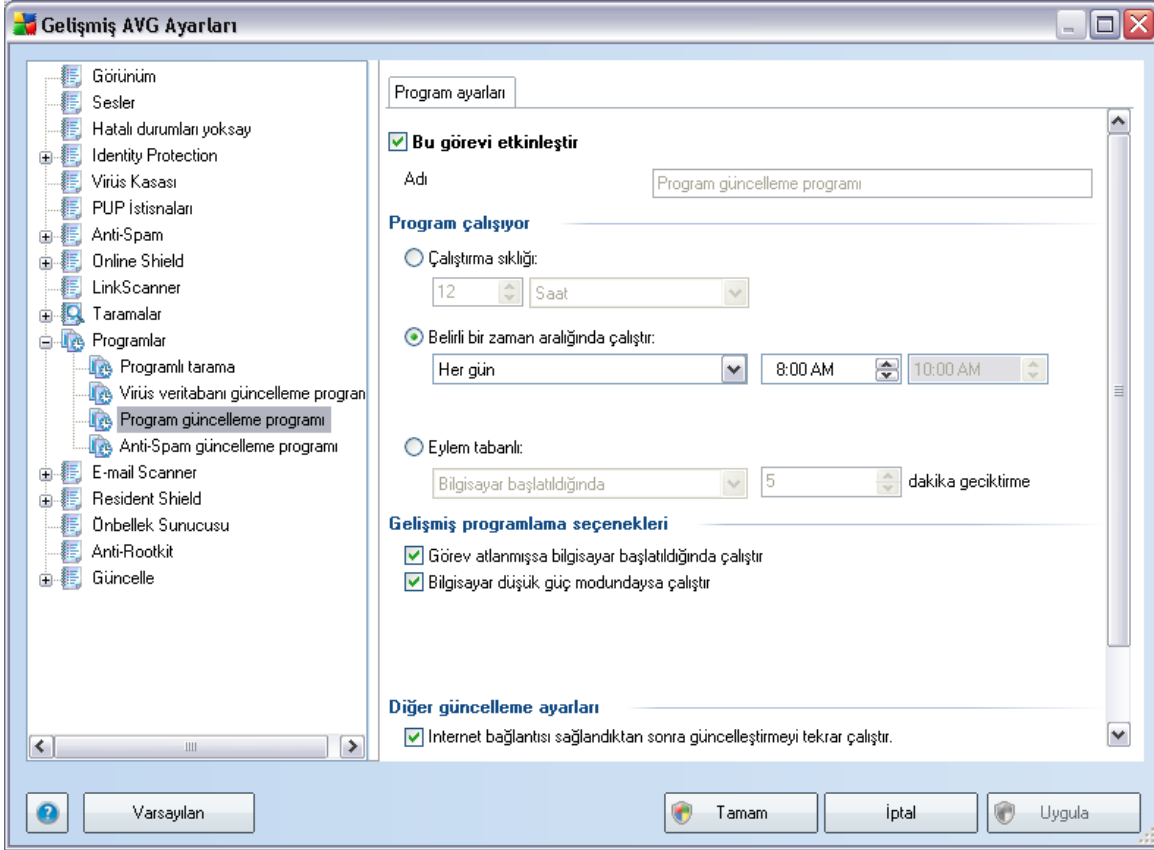 Gelişmiş AVG Ayarları
Görünüm
Sesler
Hatalı durumları yoksay
Identity Protection
Virüs Kasası
PUP İstisnaları
Anti-Spam
Online Shield
LinkScanner
Taramalar
Programlar
Programlı tarama
Virüs veritabanı güncelleme progran
Program güncelleme programı
Anti-Spam güncelleme programı
E-mail Scanner
Resident Shield
Önbellek Sunucusu
Anti-Rootkit
Güncelle
Program ayarları
Bu görevi etkinleştir
Adı Program güncelleme programı
Program çalışıyor
Çalıştırma sıklığı:
12 Saat
Belirli bir zaman aralığında çalıştır:
Her gün 8:00 AM 10:00 AM
Eylem tabanlı:
Bilgisayar başlatıldığında 5 dakika geciktirme
Gelişmiş programlama seçenekleri
Görev atlanmışsa bilgisayar başlatıldığında çalıştır
Bilgisayar düşük güç modundaysa çalıştır
Diğer güncelleme ayarları
Internet bağlantısı sağlandıktan sonra güncelleştirmeyi tekrar çalıştır.
Varsayılan Tamam İptal Uygula